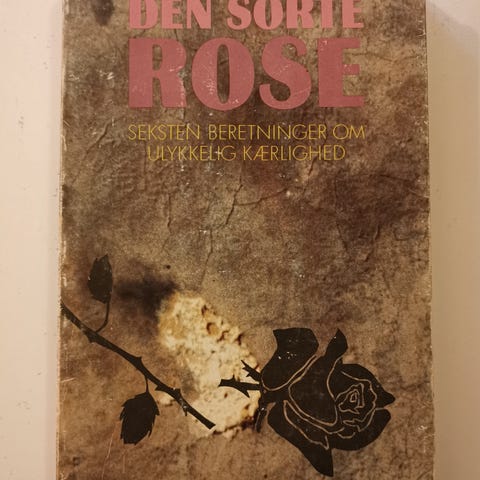 DEN SORTE
ROSE
SEKSTEN BERETNINGER OM
ULYKKELIG KÆRLIGHED